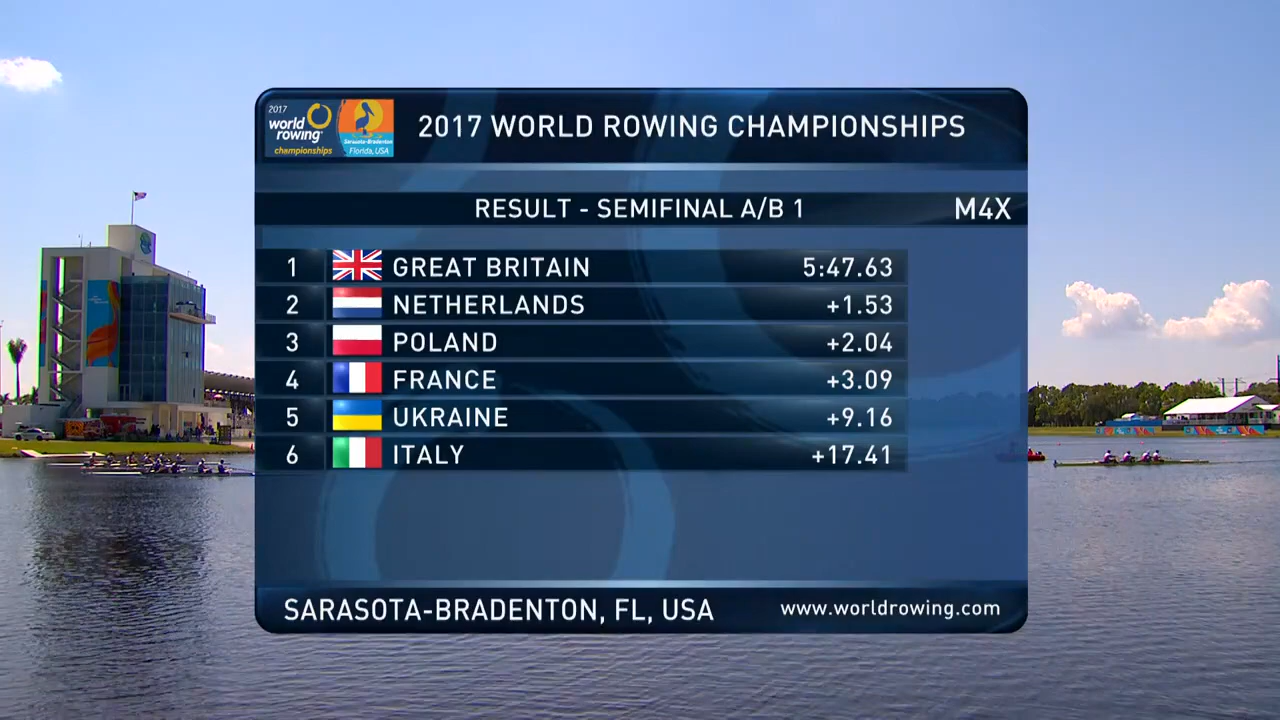 2017
world
rowing
championships
Sarasota-Bradenton
Florida, USA
2017 WORLD ROWING CHAMPIONSHIPS
RESULT - SEMIFINAL A/B 1 M4X
1 GREAT BRITAIN 5:47.63
2 NETHERLANDS +1.53
3 POLAND +2.04
4 FRANCE +3.09
5 UKRAINE +9.16
6 ITALY +17.41
SARASOTA-BRADENTON, FL, USA www.worldrowing.com